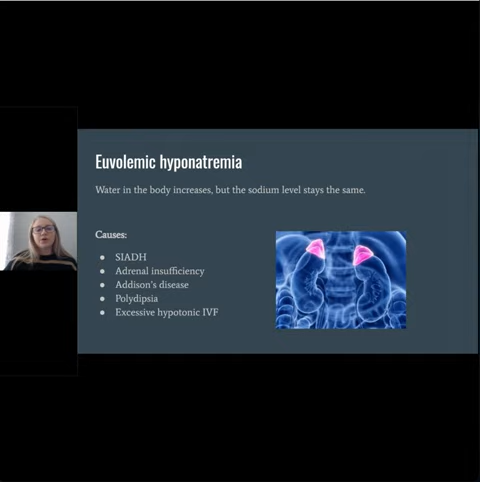 Euvolemic hyponatremia
Water in the body increases, but the sodium level stays the same.
Causes:
● SIADH
● Adrenal insufficiency
● Addison's disease
● Polydipsia
● Excessive hypotonic IVF